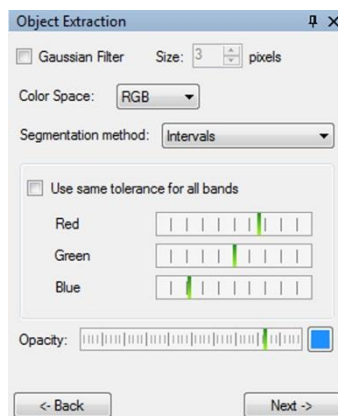 Object Extraction
Gaussian Filter Size: 3 pixels
Color Space: RGB
Segmentation method: Intervals
Use same tolerance for all bands
Red
Green
Blue
Opacity:
<- Back Next ->